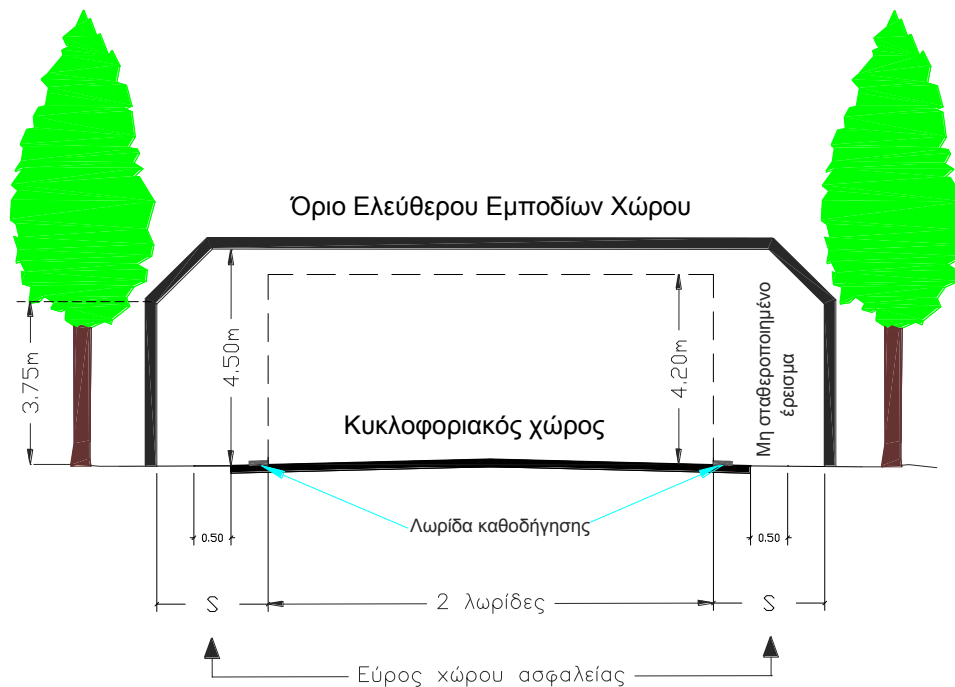 Όριο Ελεύθερου Εμποδίων Χώρου
3.75m
4.50m
4.20m
Μη σταθεροποιημένο
έρεισμα
Κυκλοφοριακός χώρος
Λωρίδα καθοδήγησης
0.50
0.50
S
2 λωρίδες
S
Εύρος χώρου ασφαλείας